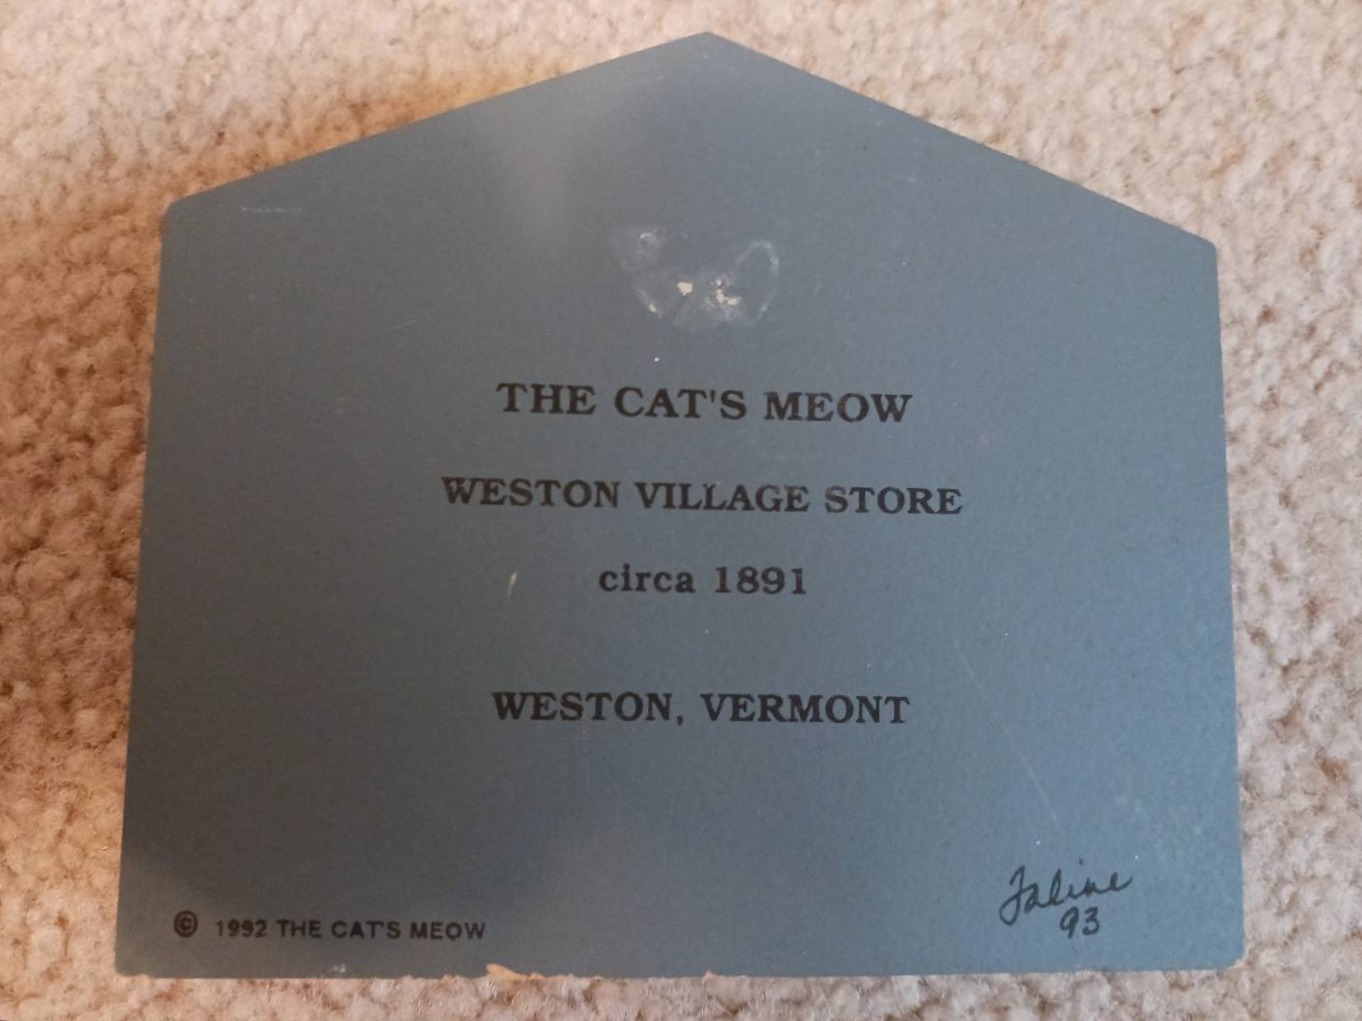 THE CAT'S MEOW
WESTON VILLAGE STORE
circa 1891
WESTON, VERMONT
© 1992 THE CAT'S MEOW
Faline
93